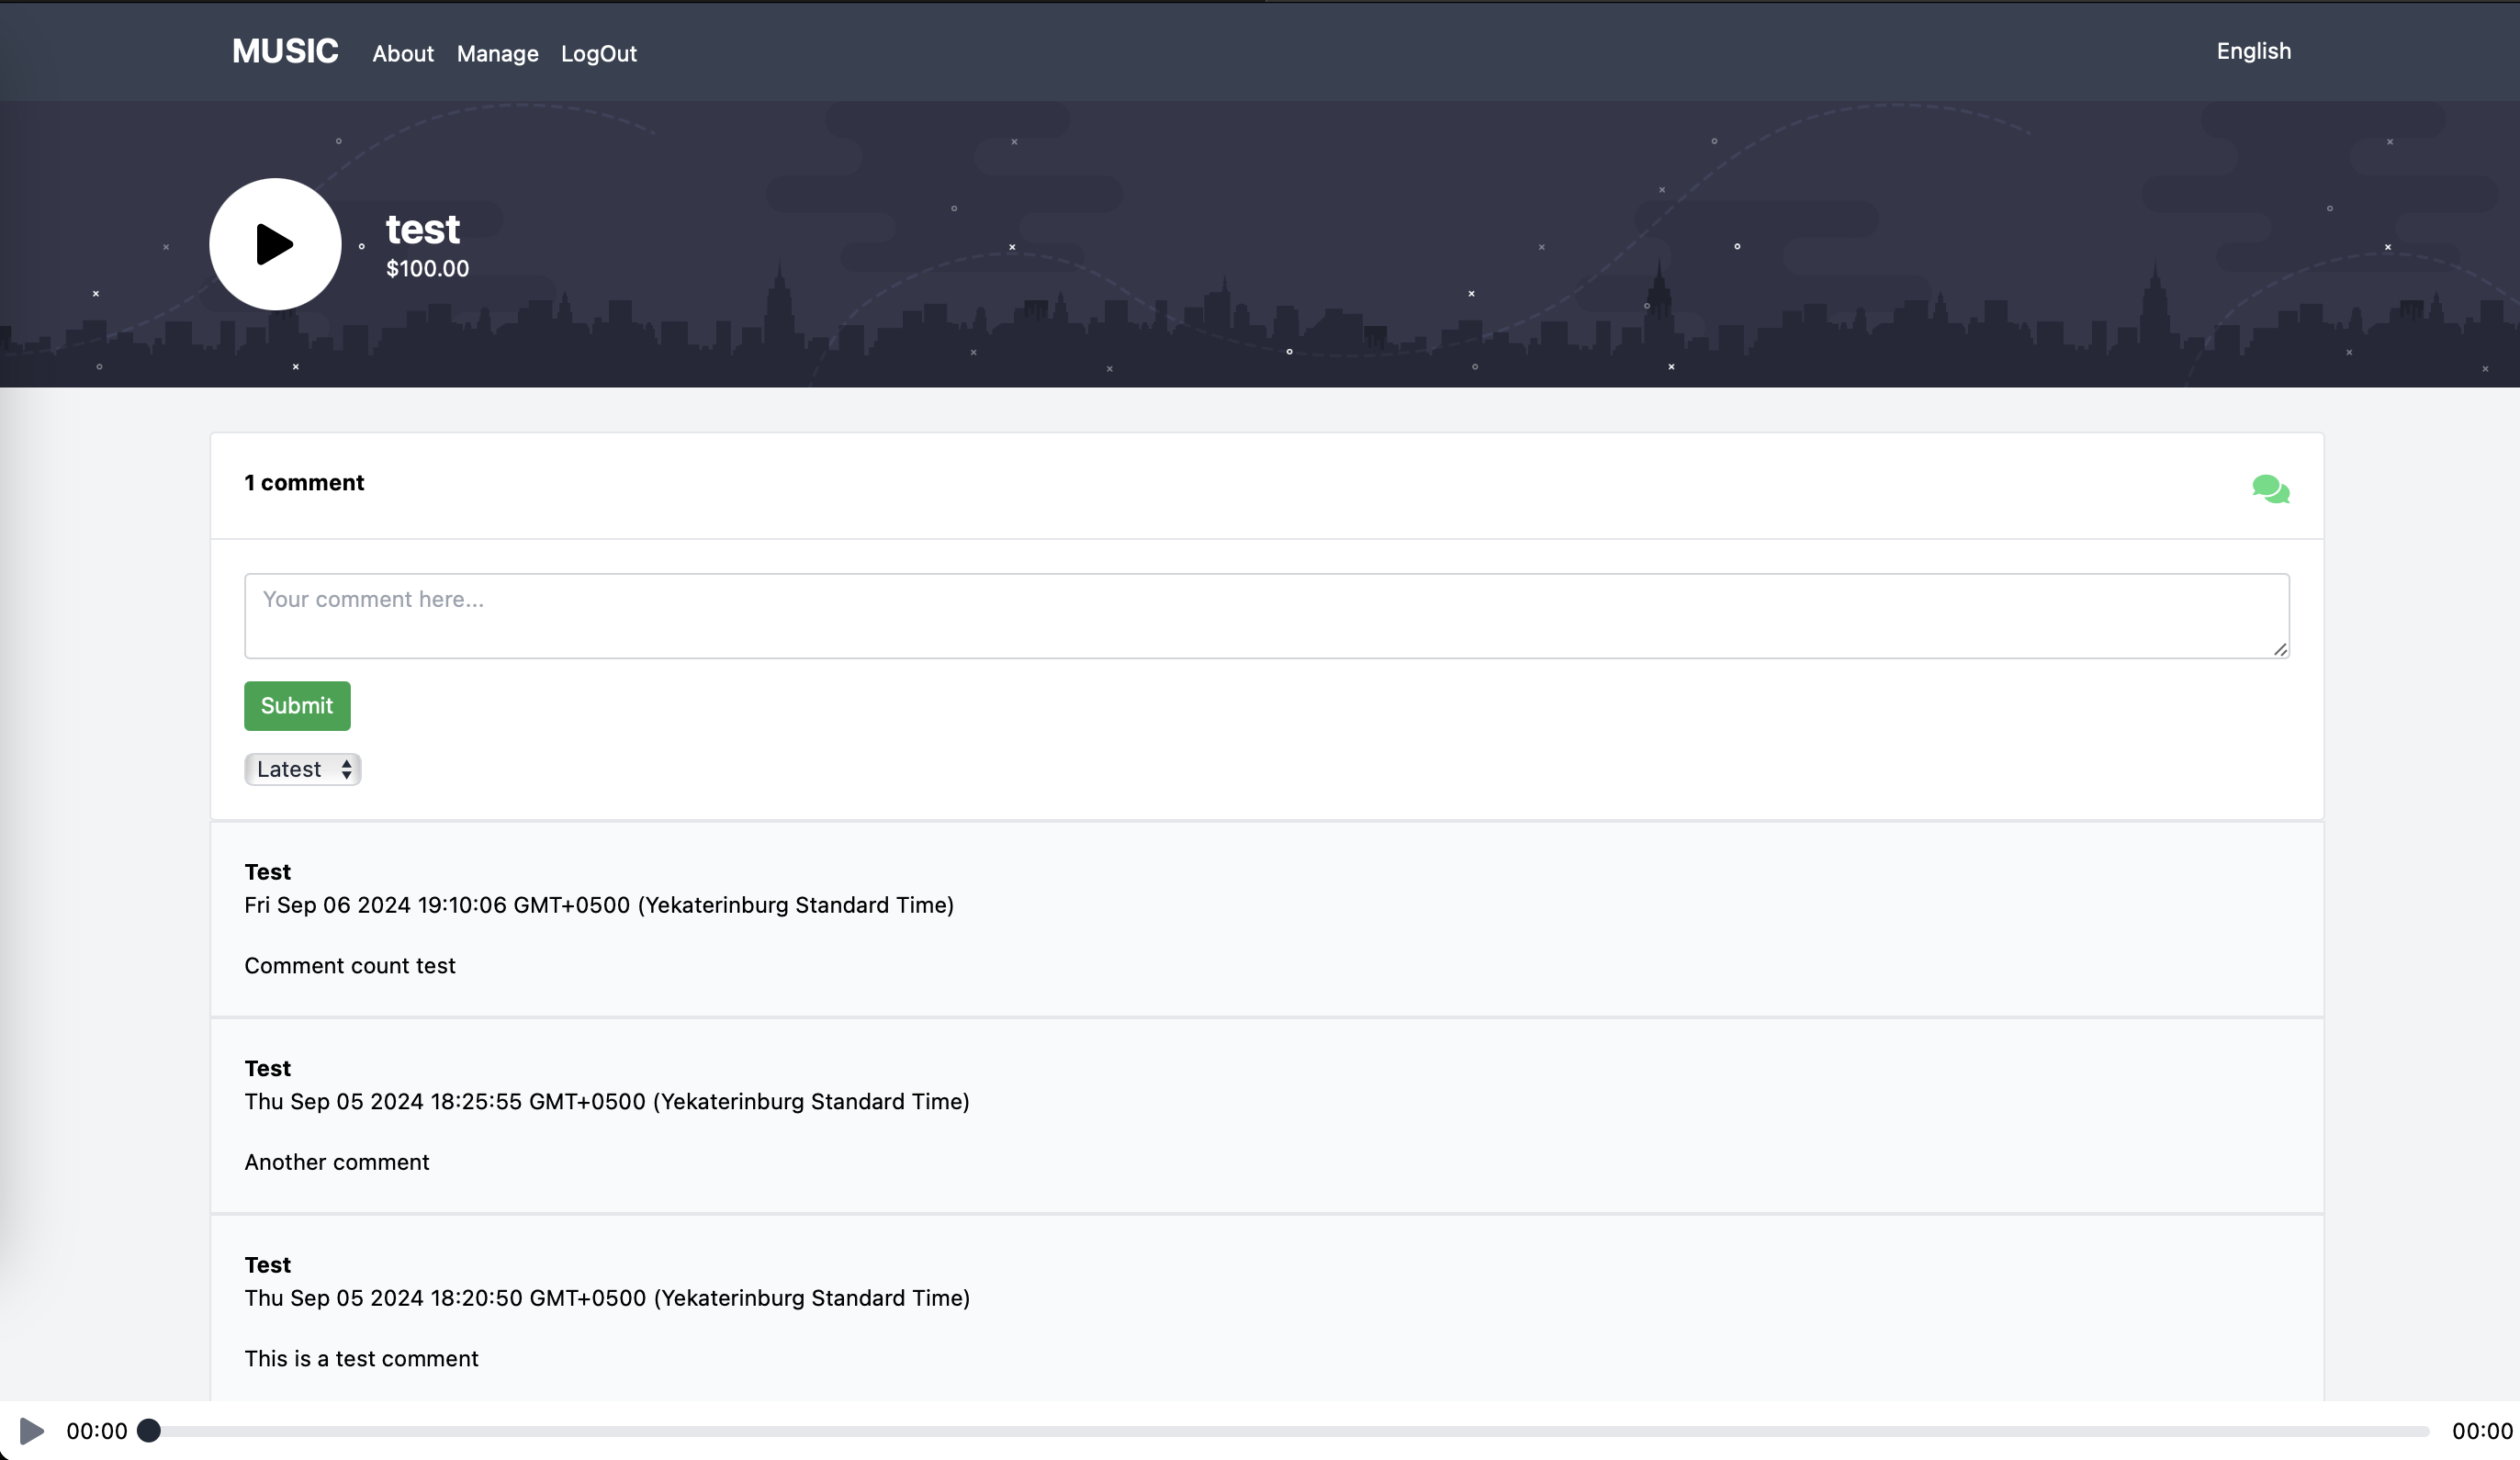 MUSIC About Manage LogOut English
test
$100.00
1 comment
Your comment here...
Submit
Latest
Test
Fri Sep 06 2024 19:10:06 GMT+0500 (Yekaterinburg Standard Time)
Comment count test
Test
Thu Sep 05 2024 18:25:55 GMT+0500 (Yekaterinburg Standard Time)
Another comment
Test
Thu Sep 05 2024 18:20:50 GMT+0500 (Yekaterinburg Standard Time)
This is a test comment
00:00 00:00